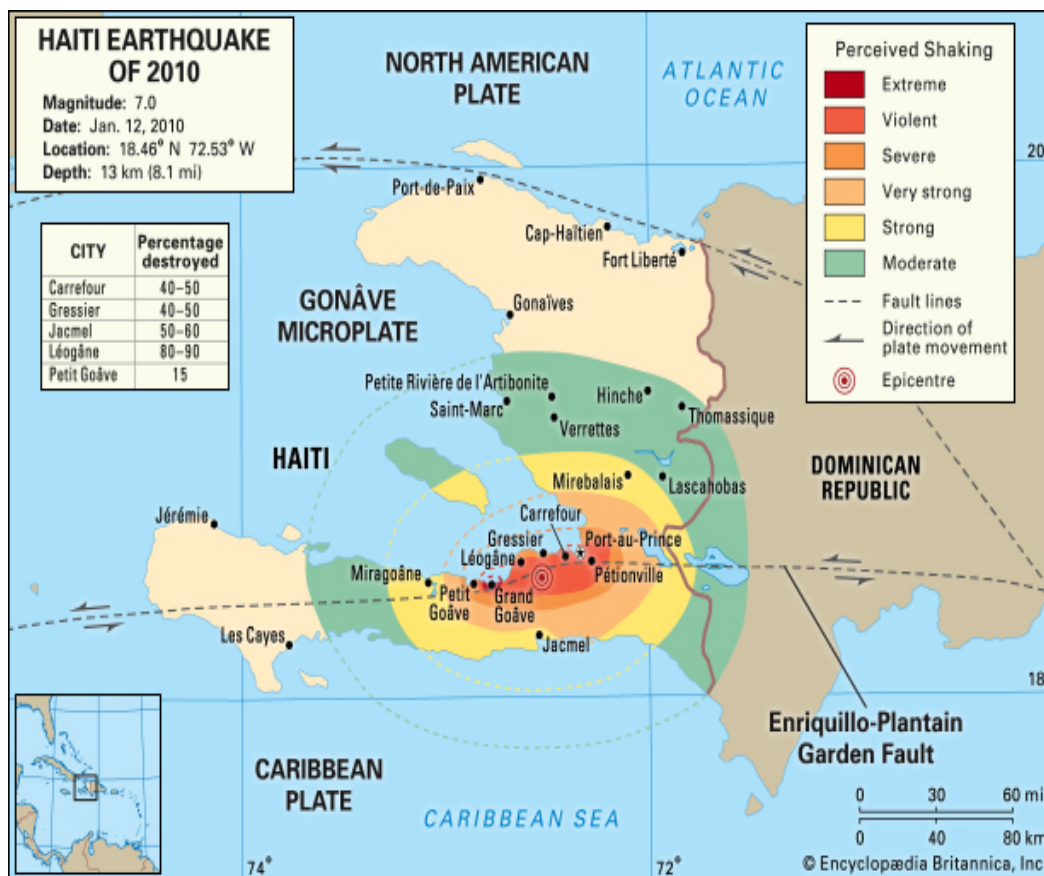 HAITI EARTHQUAKE
OF 2010
Magnitude: 7.0
Date: Jan. 12, 2010
Location: 18.46° N 72.53° W
Depth: 13 km (8.1 mi)
CITY Percentage
destroyed
Carrefour 40–50
Gressier 40–50
Jacmel 50–60
Léogâne 80–90
Petit Goâve 15
NORTH AMERICAN
PLATE
ATLANTIC
OCEAN
Perceived Shaking
Extreme
Violent
Severe
Very strong
Strong
Moderate
Fault lines
Direction of
plate movement
Epicentre
20
Port-de-Paix
Cap-Haïtien
Fort Liberté
GONÂVE
MICROPLATE
Gonaïves
Petite Rivière de l'Artibonite
Saint-Marc
Verrettes
Hinche
Thomassique
HAITI
Mirebalais
Lascahobas
DOMINICAN
REPUBLIC
Jérémie
Carrefour
Gressier
Port-au-Prince
Léogâne
Pétionville
Miragoâne
Petit
Goâve
Grand
Goâve
Les Cayes
Jacmel
18
Enriquillo-Plantain
Garden Fault
CARIBBEAN
PLATE
CARIBBEAN SEA
0 30 60 mi
0 40 80 km
74°
72°
© Encyclopædia Britannica, Inc.